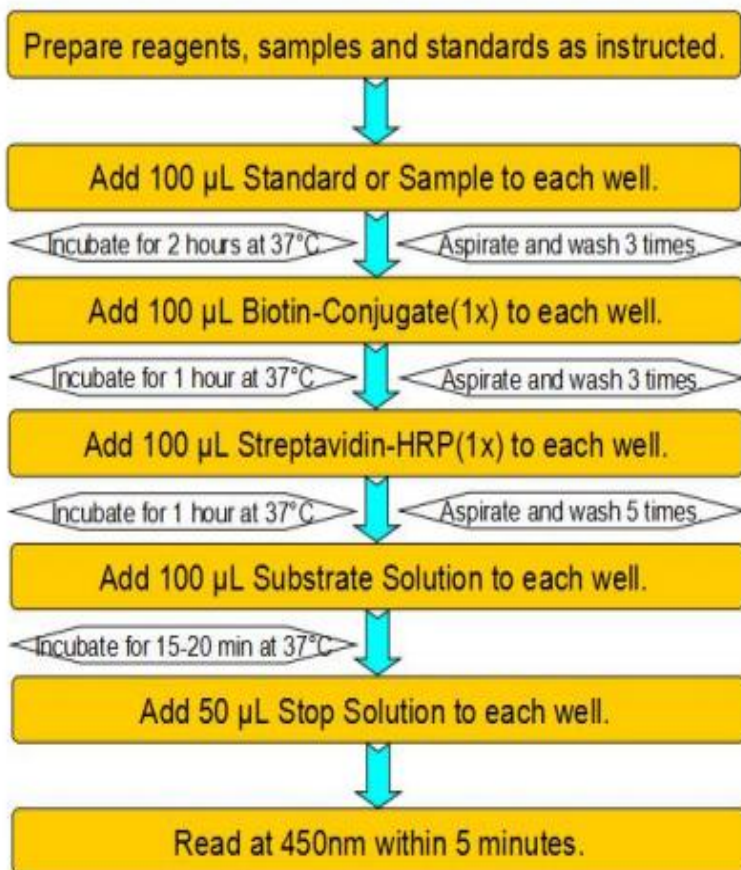 Prepare reagents, samples and standards as instructed.
Add 100 µL Standard or Sample to each well.
Incubate for 2 hours at 37°C
Aspirate and wash 3 times
Add 100 µL Biotin-Conjugate(1x) to each well.
Incubate for 1 hour at 37°C
Aspirate and wash 3 times
Add 100 µL Streptavidin-HRP(1x) to each well.
Incubate for 1 hour at 37°C
Aspirate and wash 5 times
Add 100 µL Substrate Solution to each well.
Incubate for 15-20 min at 37°C
Add 50 µL Stop Solution to each well.
Read at 450nm within 5 minutes.